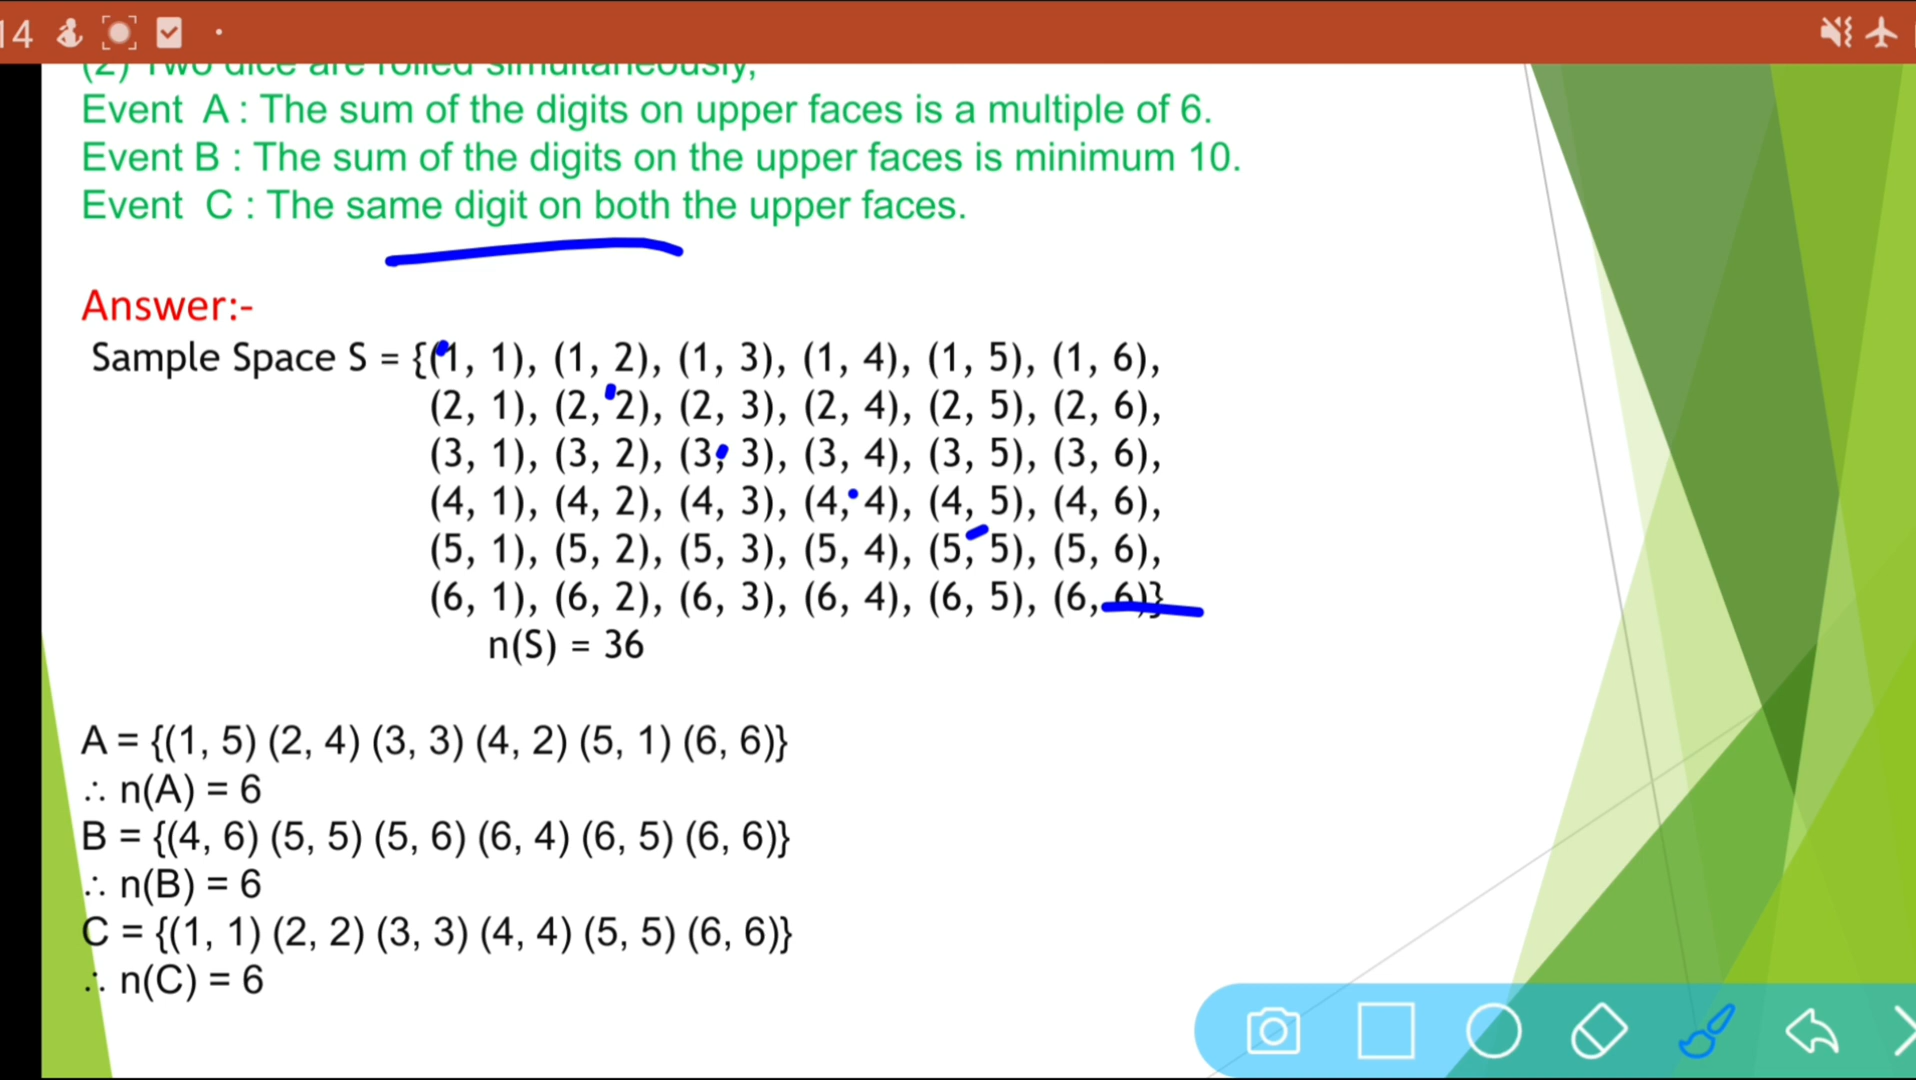 14
(2) Two dice are rolled simultaneously,
Event A : The sum of the digits on upper faces is a multiple of 6.
Event B : The sum of the digits on the upper faces is minimum 10.
Event C : The same digit on both the upper faces.
Answer:-
Sample Space S = {(1, 1), (1, 2), (1, 3), (1, 4), (1, 5), (1, 6),
(2, 1), (2, 2), (2, 3), (2, 4), (2, 5), (2, 6),
(3, 1), (3, 2), (3, 3), (3, 4), (3, 5), (3, 6),
(4, 1), (4, 2), (4, 3), (4, 4), (4, 5), (4, 6),
(5, 1), (5, 2), (5, 3), (5, 4), (5, 5), (5, 6),
(6, 1), (6, 2), (6, 3), (6, 4), (6, 5), (6, 6)}
n(S) = 36
A = {(1, 5) (2, 4) (3, 3) (4, 2) (5, 1) (6, 6)}
∴ n(A) = 6
B = {(4, 6) (5, 5) (5, 6) (6, 4) (6, 5) (6, 6)}
∴ n(B) = 6
C = {(1, 1) (2, 2) (3, 3) (4, 4) (5, 5) (6, 6)}
∴ n(C) = 6